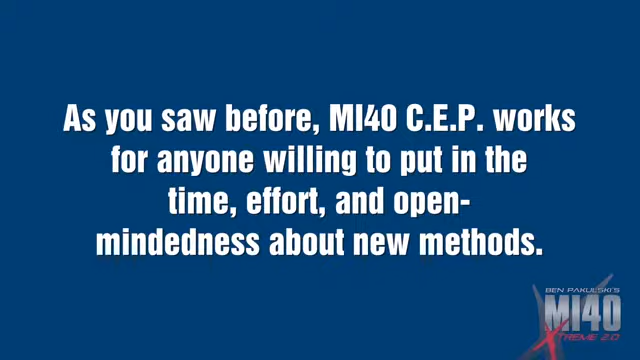 As you saw before, MI40 C.E.P. works
for anyone willing to put in the
time, effort, and open-
mindedness about new methods.
BEN PAKULSKI'S
MI40
XTREME 2.0